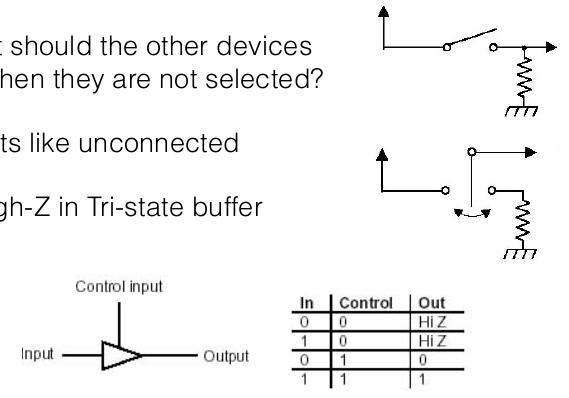 t should the other devices
hen they are not selected?
ts like unconnected
gh-Z in Tri-state buffer
Control input
Input
Output
In Control Out
0 0 Hi Z
1 0 Hi Z
0 1 0
1 1 1